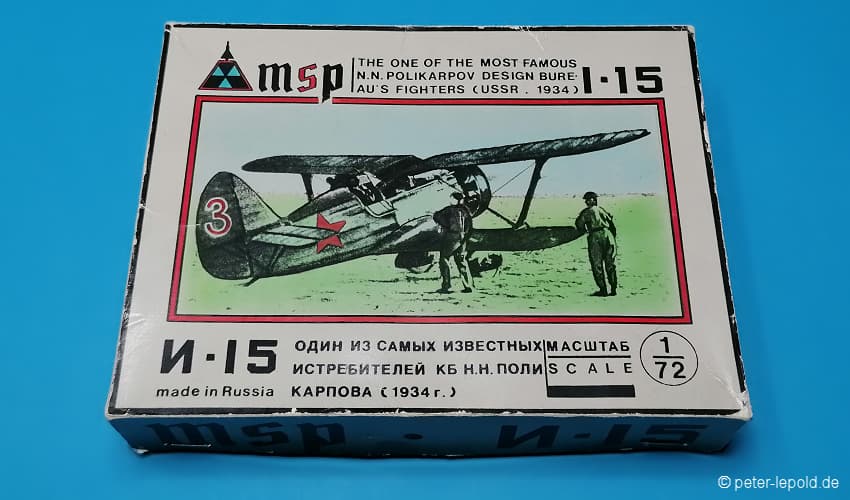 msp
THE ONE OF THE MOST FAMOUS
N.N. POLIKARPOV DESIGN BURE-
AU'S FIGHTERS (USSR . 1934)
I·15
3
И·15
made in Russia
ОДИН ИЗ САМЫХ ИЗВЕСТНЫХ
ИСТРЕБИТЕЛЕЙ КБ Н.Н. ПОЛИ
КАРПОВА (1934 г.)
МАСШТАБ
SCALE
1
72
msp · И·15
© peter-lepold.de